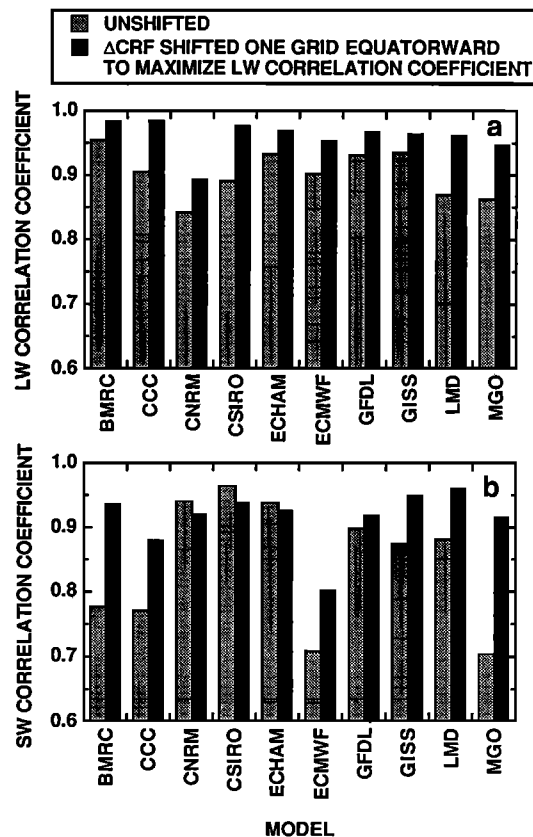 UNSHIFTED
ΔCRF SHIFTED ONE GRID EQUATORWARD
TO MAXIMIZE LW CORRELATION COEFFICIENT
a
LW CORRELATION COEFFICIENT
1.0
0.9
0.8
0.7
0.6
BMRC
CCC
CNRM
CSIRO
ECHAM
ECMWF
GFDL
GISS
LMD
MGO
b
SW CORRELATION COEFFICIENT
1.0
0.9
0.8
0.7
0.6
BMRC
CCC
CNRM
CSIRO
ECHAM
ECMWF
GFDL
GISS
LMD
MGO
MODEL